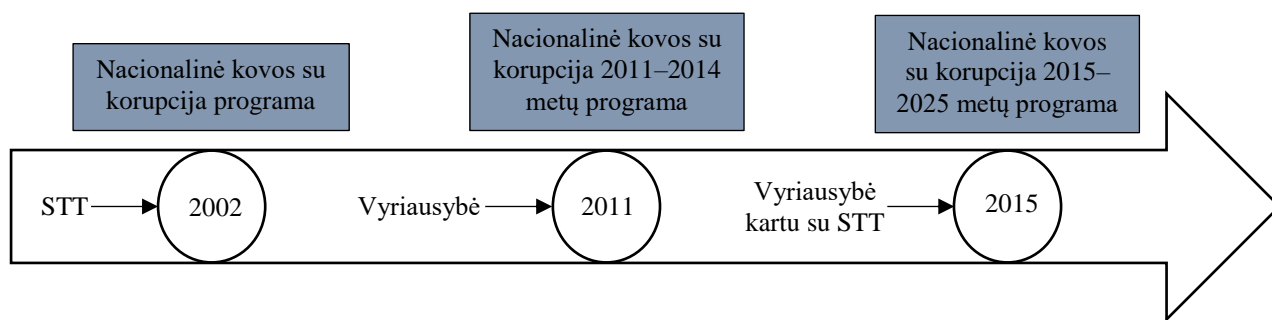 Nacionalinė kovos su
korupcija programa
Nacionalinė kovos su
korupcija 2011–2014
metų programa
Nacionalinė kovos
su korupcija 2015–
2025 metų programa
STT
2002
Vyriausybė
2011
Vyriausybė
kartu su STT
2015